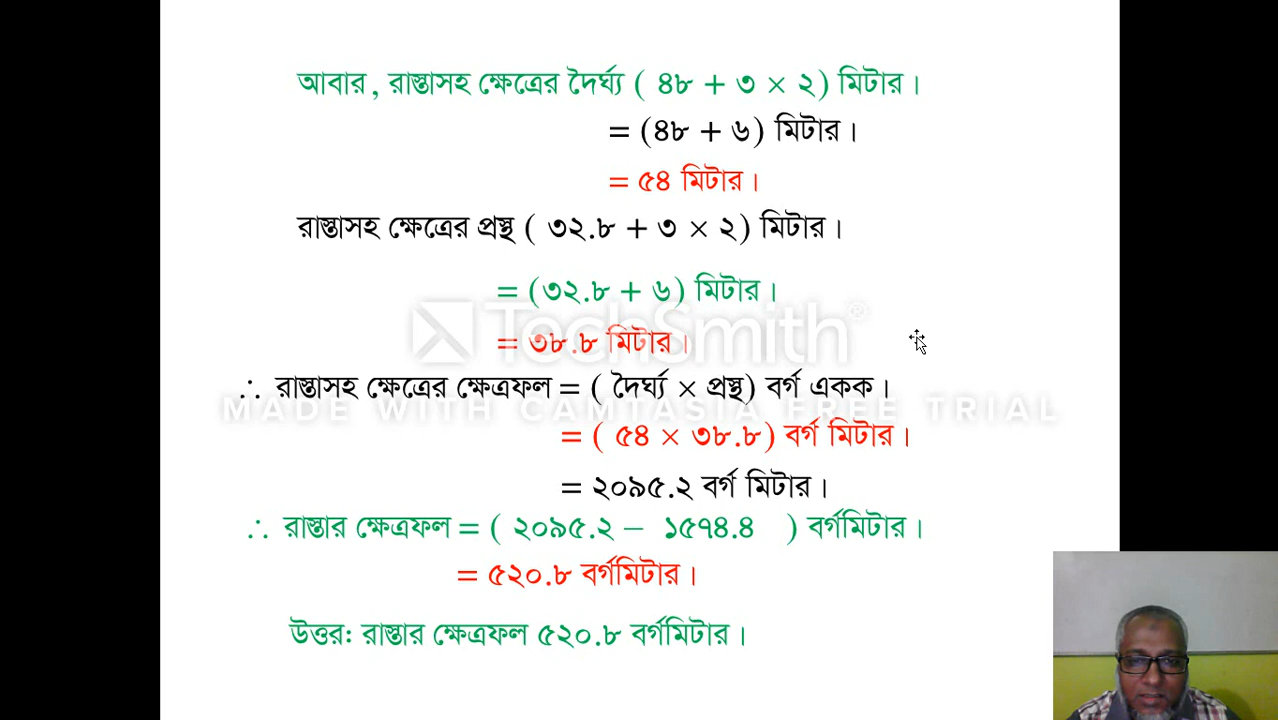 আবার, রাস্তাসহ ক্ষেত্রের দৈর্ঘ্য ( ৪৮ + ৩ × ২) মিটার।
= (৪৮ + ৬) মিটার।
= ৫৪ মিটার।
রাস্তাসহ ক্ষেত্রের প্রস্থ ( ৩২.৮ + ৩ × ২) মিটার।
= (৩২.৮ + ৬) মিটার।
TechSmith®
= ৩৮.৮ মিটার।
∴ রাস্তাসহ ক্ষেত্রের ক্ষেত্রফল = ( দৈর্ঘ্য × প্রস্থ) বর্গ একক।
MADE WITH CAMTASIA FREE TRIAL
= ( ৫৪ × ৩৮.৮) বর্গ মিটার।
= ২০৯৫.২ বর্গ মিটার।
∴ রাস্তার ক্ষেত্রফল = ( ২০৯৫.২ – ১৫৭৪.৪ ) বর্গমিটার।
= ৫২০.৮ বর্গমিটার।
উত্তর: রাস্তার ক্ষেত্রফল ৫২০.৮ বর্গমিটার।